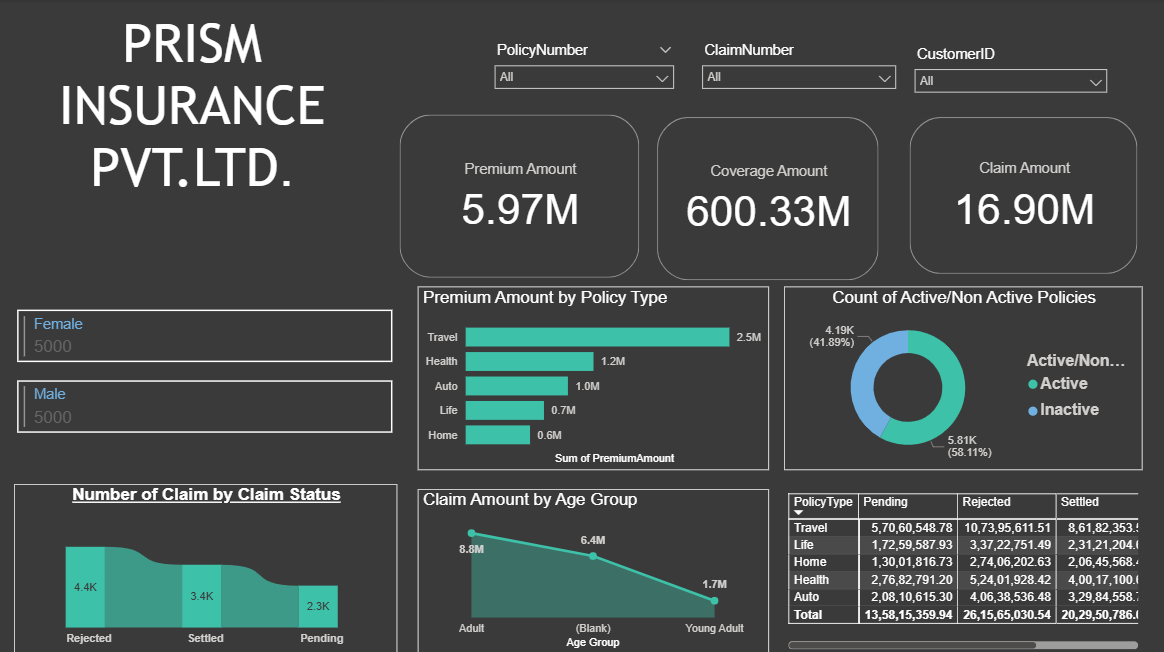 PRISM
INSURANCE
PVT.LTD.
PolicyNumber
All
ClaimNumber
All
CustomerID
All
Premium Amount
5.97M
Coverage Amount
600.33M
Claim Amount
16.90M
Female
5000
Male
5000
Premium Amount by Policy Type
Travel 2.5M
Health 1.2M
Auto 1.0M
Life 0.7M
Home 0.6M
Sum of PremiumAmount
Count of Active/Non Active Policies
4.19K
(41.89%)
5.81K
(58.11%)
Active/Non...
Active
Inactive
Number of Claim by Claim Status
4.4K
3.4K
2.3K
Rejected Settled Pending
Claim Amount by Age Group
8.8M
6.4M
1.7M
Adult (Blank) Young Adult
Age Group
PolicyType Pending Rejected Settled
Travel 5,70,60,548.78 10,73,95,611.51 8,61,82,353.
Life 1,72,59,587.93 3,37,22,751.49 2,31,21,204.
Home 1,30,01,816.73 2,74,06,202.63 2,06,45,568.
Health 2,76,82,791.20 5,24,01,928.42 4,00,17,100.
Auto 2,08,10,615.30 4,06,38,536.48 3,29,84,558.
Total 13,58,15,359.94 26,15,65,030.54 20,29,50,786.